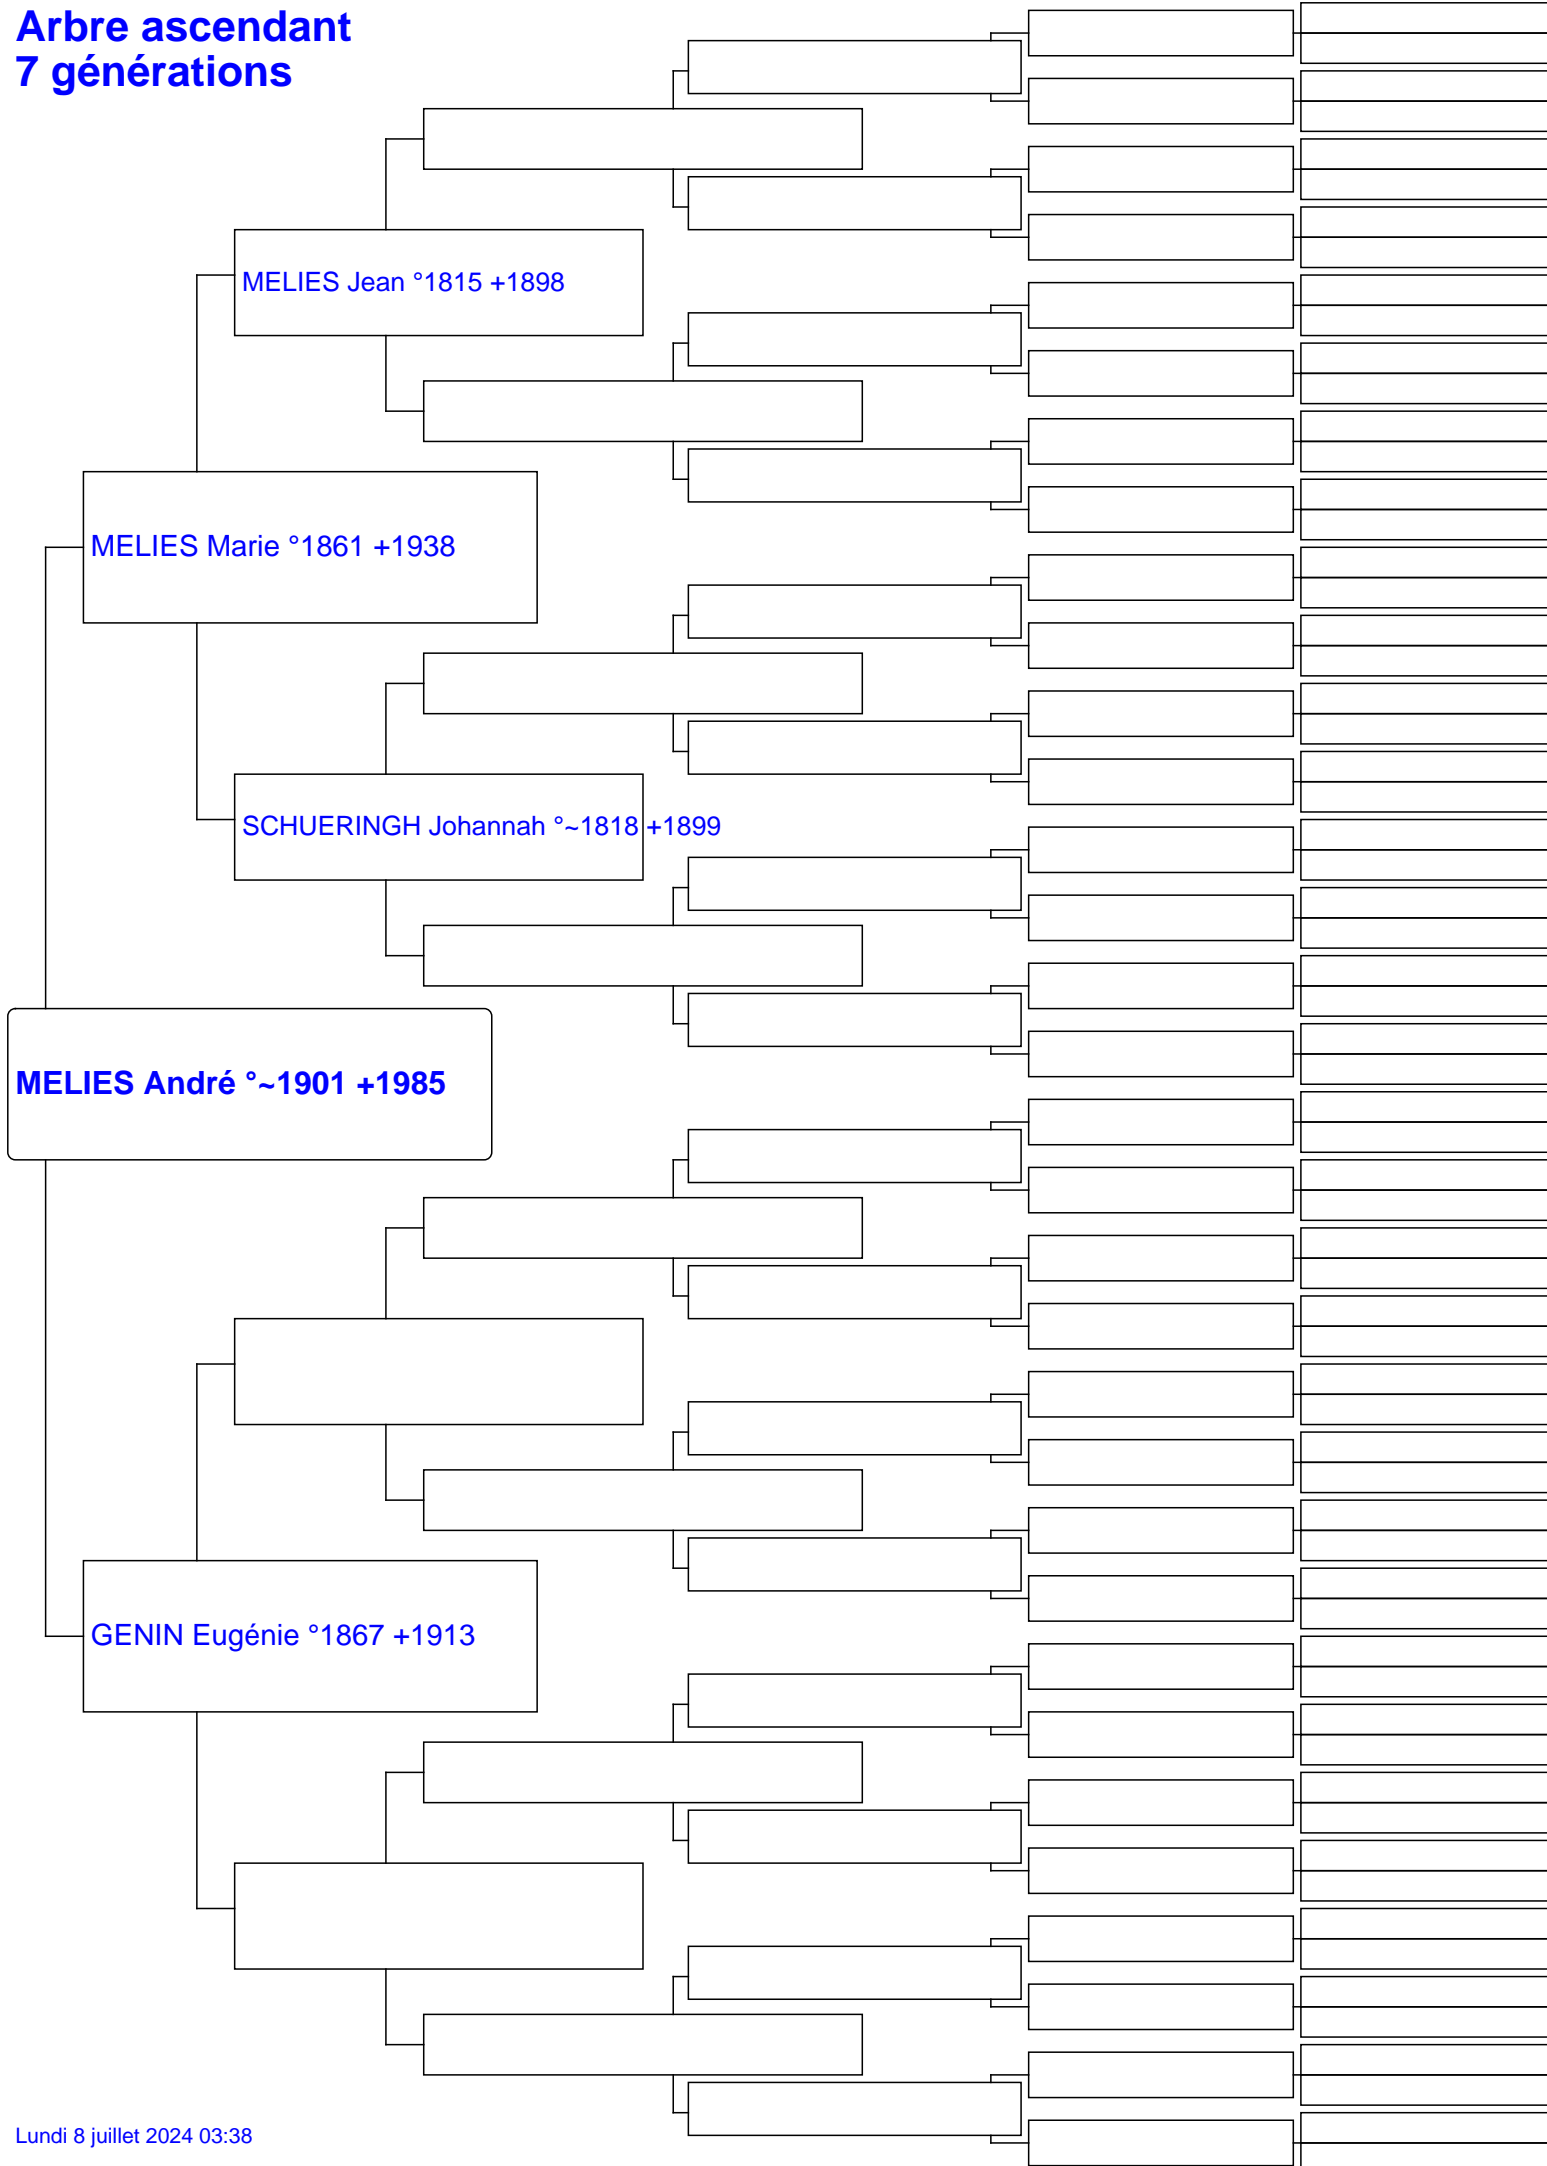 Arbre ascendant
7 générations
MELIES Jean °1815 +1898
MELIES Marie °1861 +1938
SCHUERINGH Johannah °~1818 +1899
MELIES André °~1901 +1985
GENIN Eugénie °1867 +1913
Lundi 8 juillet 2024 03:38